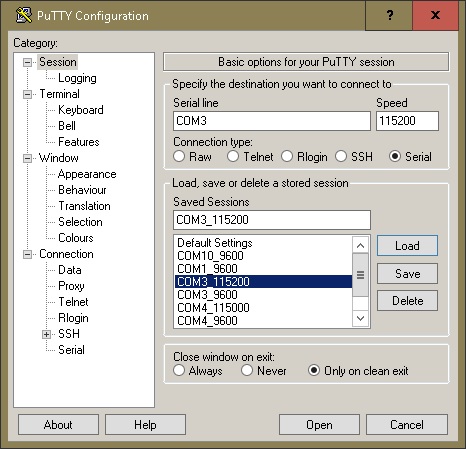 PuTTY Configuration
? X
Category:
Session
Logging
Terminal
Keyboard
Bell
Features
Window
Appearance
Behaviour
Translation
Selection
Colours
Connection
Data
Proxy
Telnet
Rlogin
SSH
Serial
Basic options for your PuTTY session
Specify the destination you want to connect to
Serial line Speed
COM3 115200
Connection type:
Raw Telnet Rlogin SSH Serial
Load, save or delete a stored session
Saved Sessions
COM3_115200
Default Settings
COM10_9600
COM1_9600
COM3_115200
COM3_9600
COM4_115000
COM4_9600
Load
Save
Delete
Close window on exit:
Always Never Only on clean exit
About Help Open Cancel